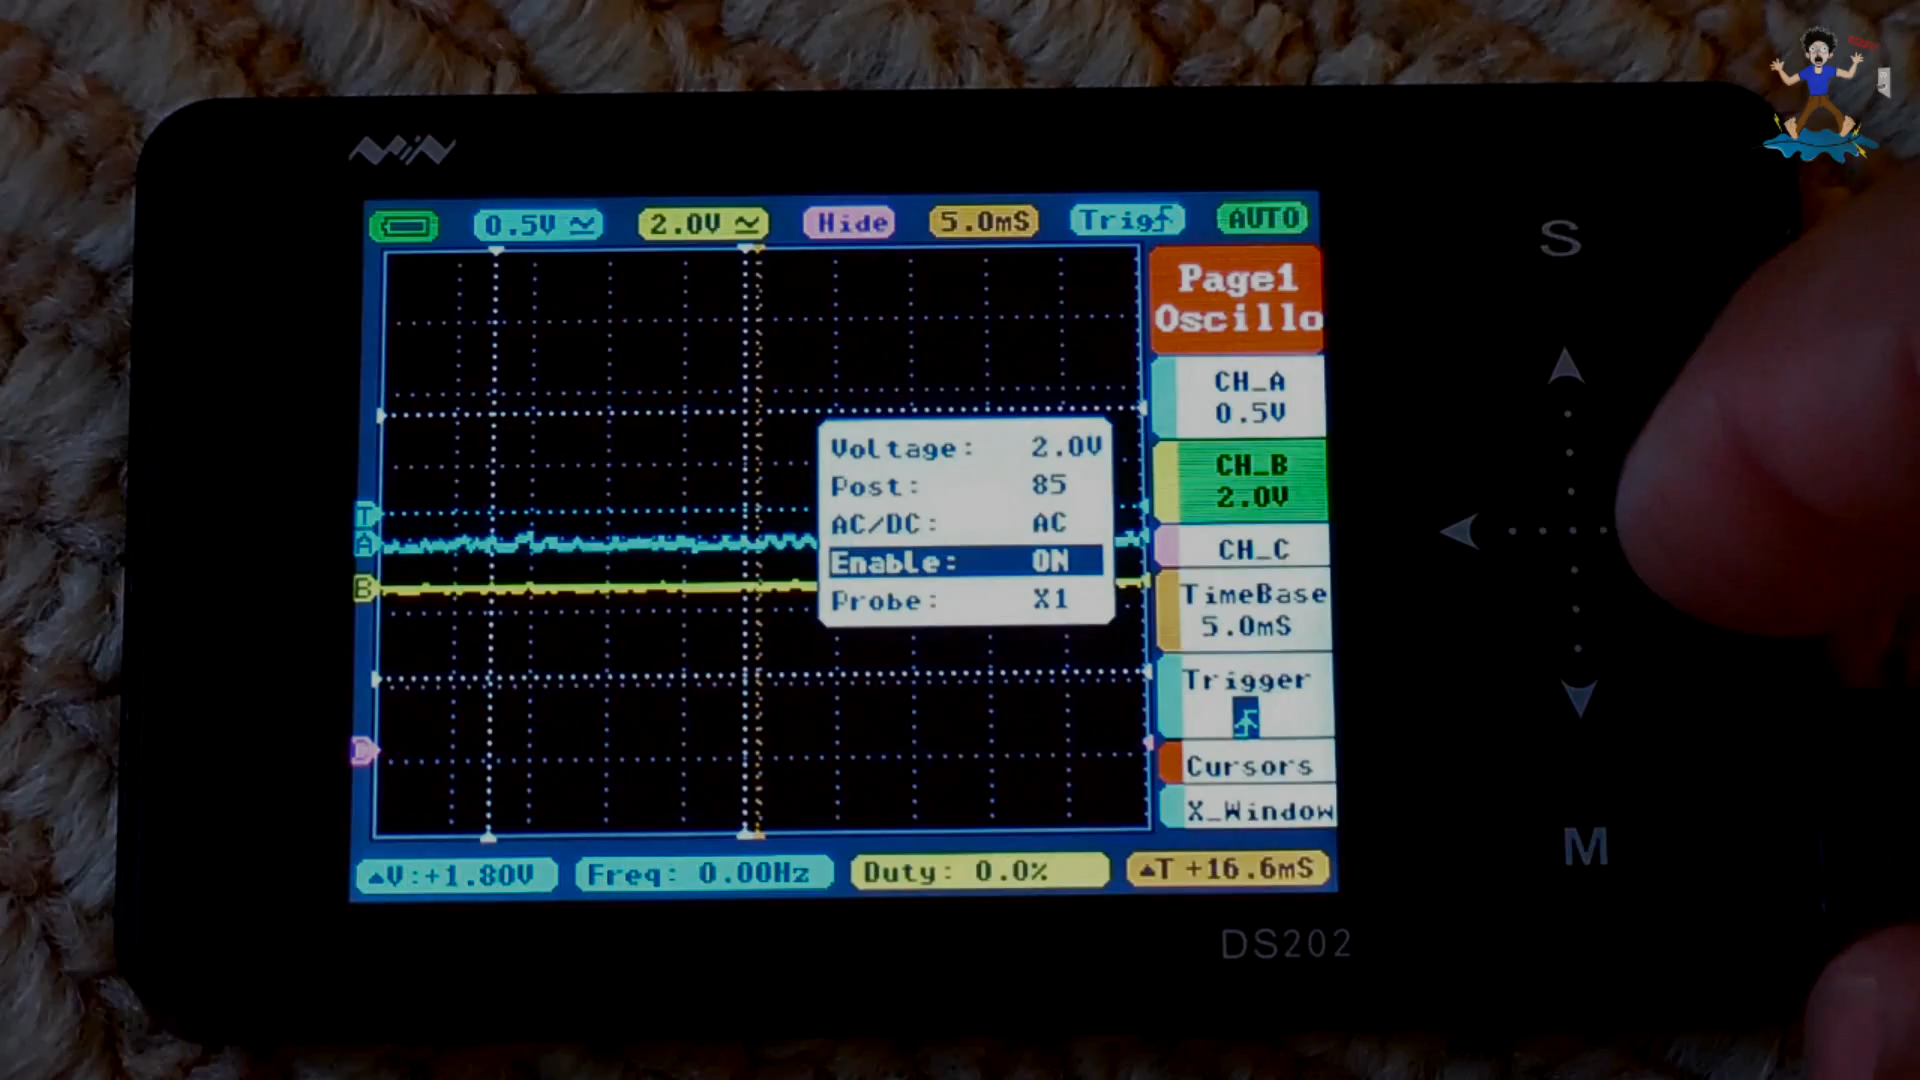 0.5V
2.0V
Hide
5.0mS
Trig
AUTO
Page1
Oscillo
CH_A
0.5V
CH_B
2.0V
CH_C
TimeBase
5.0mS
Trigger
Cursors
X_Window
Voltage: 2.0V
Post: 85
AC/DC: AC
Enable: ON
Probe: X1
T
A
B
▲V:+1.80V
Freq: 0.00Hz
Duty: 0.0%
▲T +16.6mS
DS202
S
M